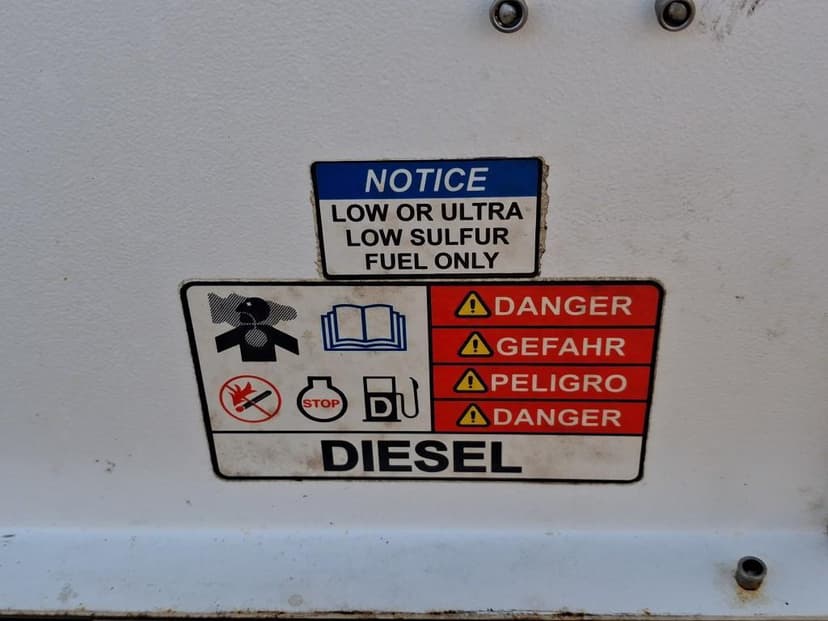 NOTICE
LOW OR ULTRA
LOW SULFUR
FUEL ONLY
DANGER
GEFAHR
PELIGRO
DANGER
STOP
D
DIESEL